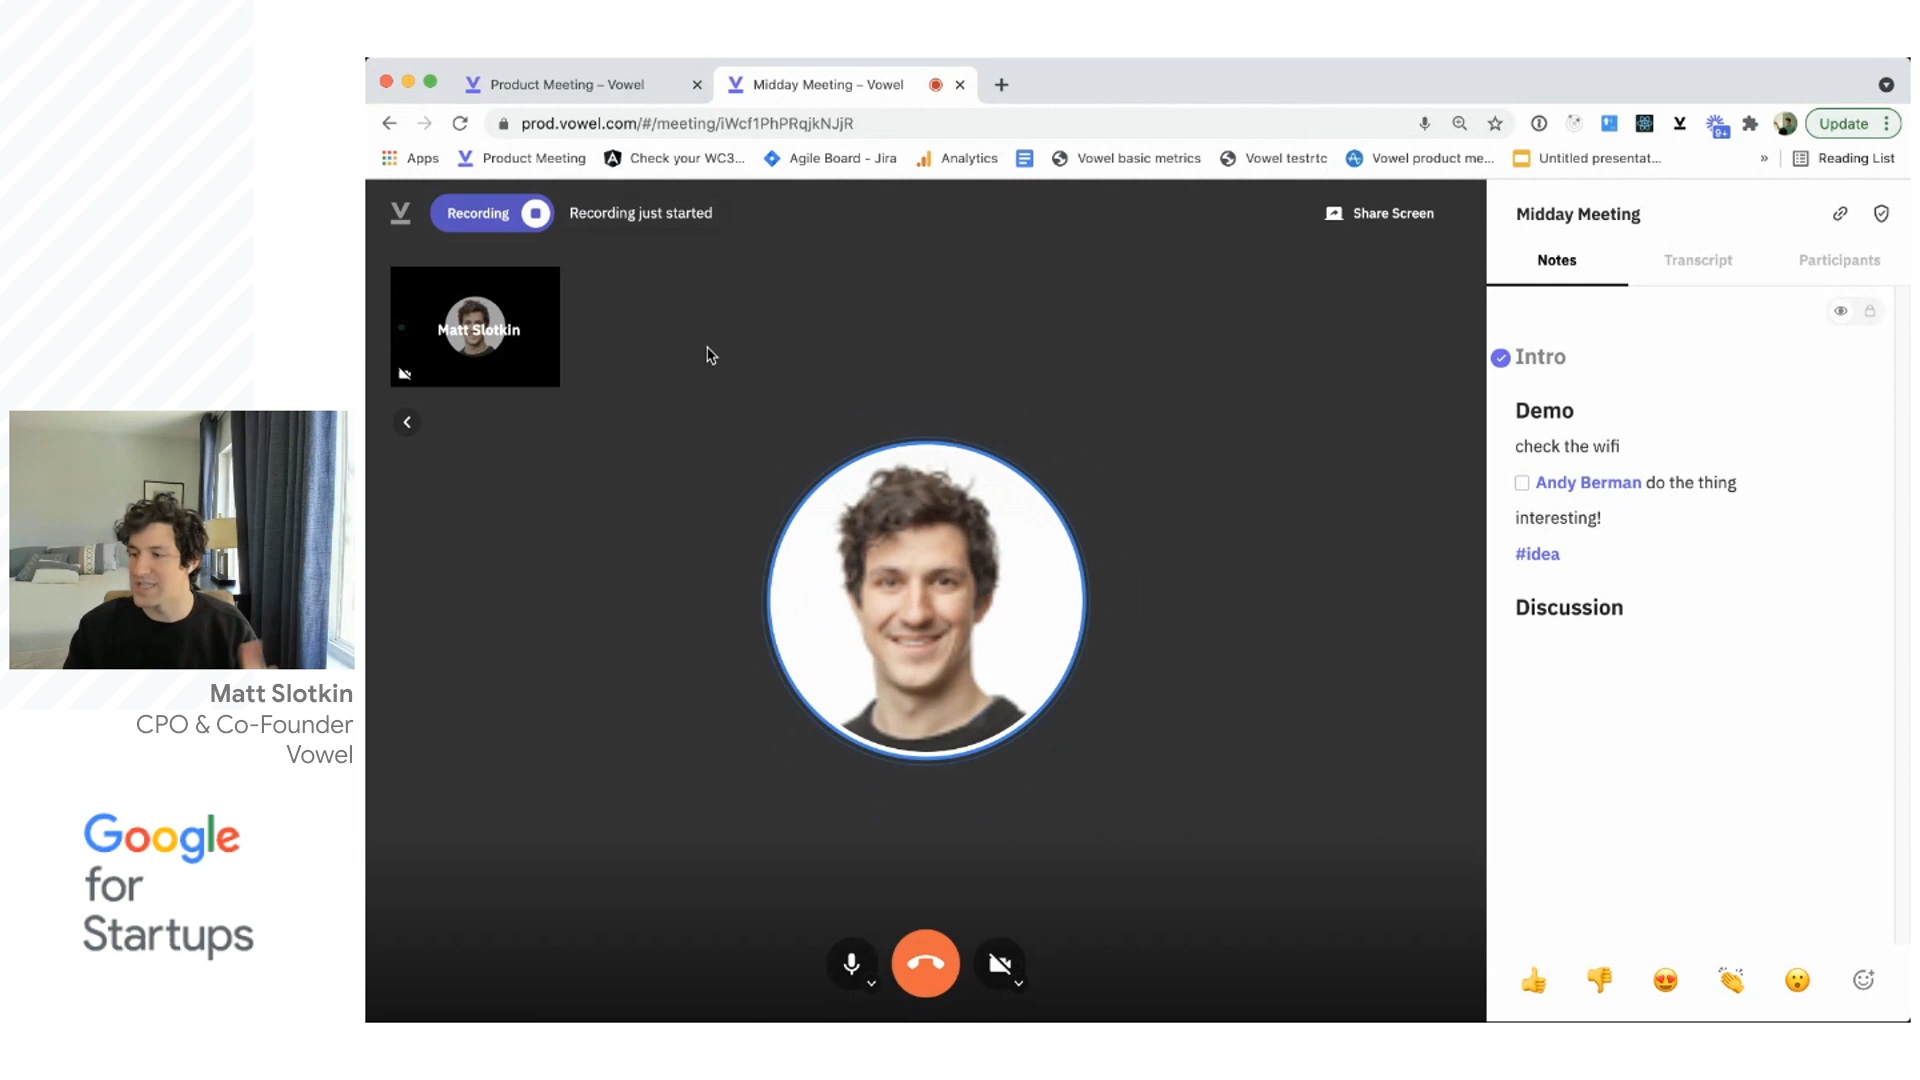 Product Meeting – Vowel
Midday Meeting – Vowel
prod.vowel.com/#/meeting/iWcf1PhPRqjkNJjR
9+
Update
Apps
Product Meeting
Check your WC3...
Agile Board - Jira
Analytics
Vowel basic metrics
Vowel testrtc
Vowel product me...
Untitled presentat...
»
Reading List
Recording
Recording just started
Share Screen
Matt Slotkin
Midday Meeting
Notes
Transcript
Participants
Intro
Demo
check the wifi
Andy Berman do the thing
interesting!
#idea
Discussion
Matt Slotkin
CPO & Co-Founder
Vowel
Google
for
Startups